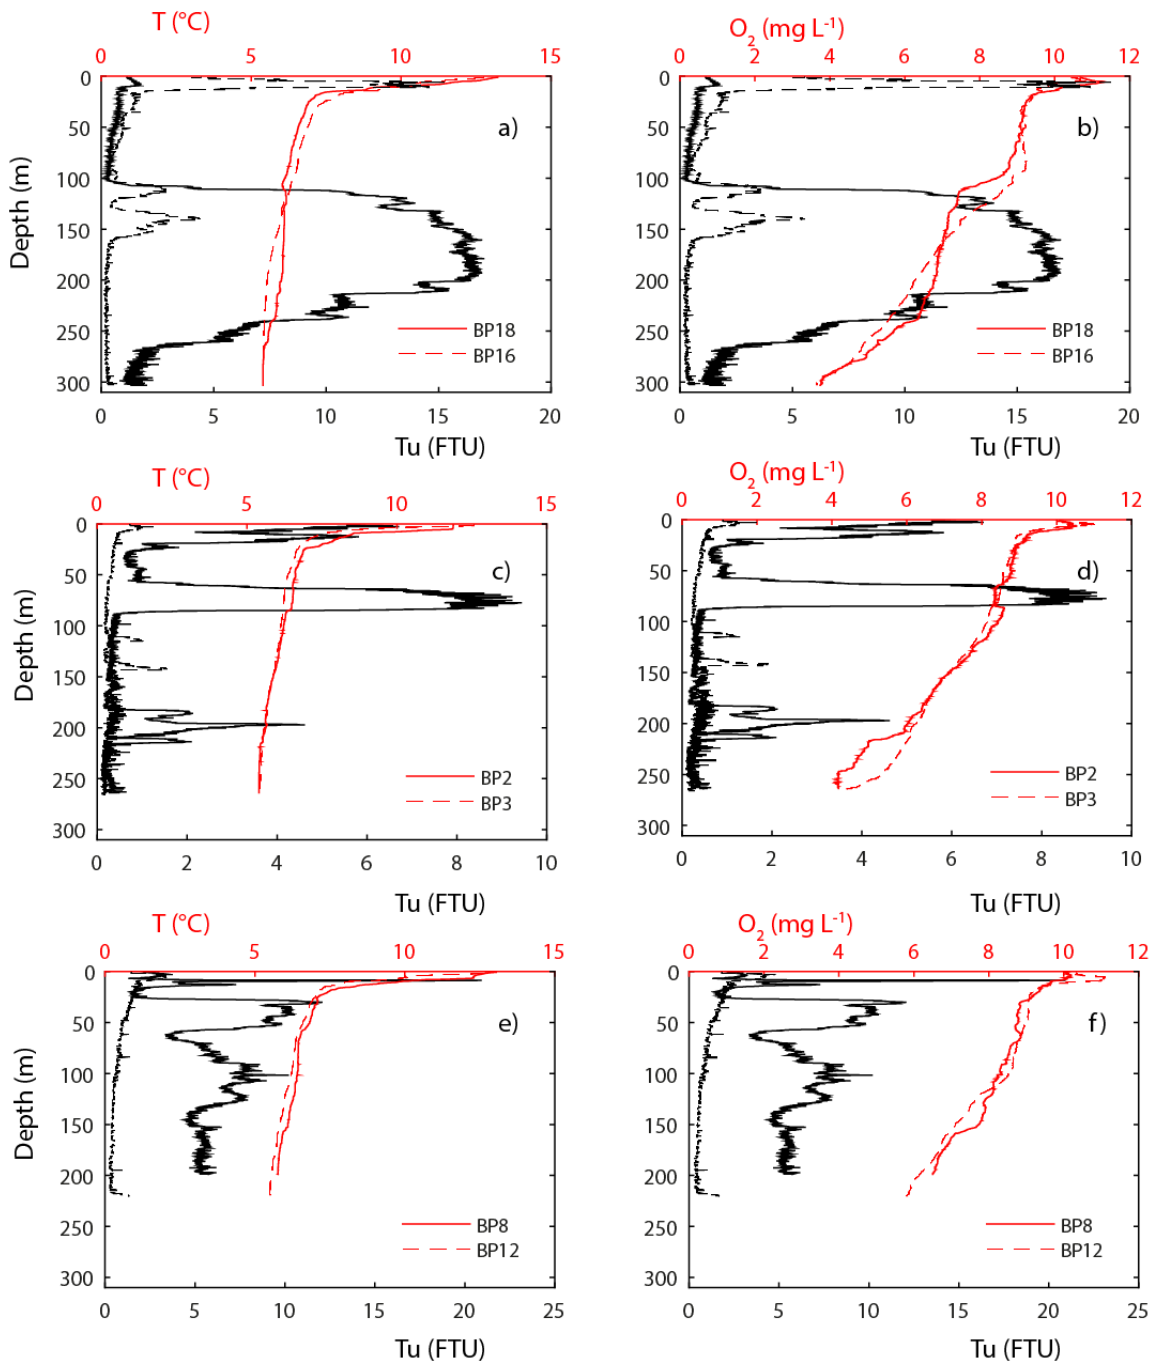 T (°C)
O2 (mg L-1)
0 5 10 15
0 2 4 6 8 10 12
0
50
100
150
200
250
300
Depth (m)
a)
BP18
BP16
0 5 10 15 20
Tu (FTU)
0
50
100
150
200
250
300
b)
BP18
BP16
0 5 10 15 20
Tu (FTU)
T (°C)
O2 (mg L-1)
0 5 10 15
0 2 4 6 8 10 12
0
50
100
150
200
250
300
Depth (m)
c)
BP2
BP3
0 2 4 6 8 10
Tu (FTU)
0
50
100
150
200
250
300
d)
BP2
BP3
0 2 4 6 8 10
Tu (FTU)
T (°C)
O2 (mg L-1)
0 5 10 15
0 2 4 6 8 10 12
0
50
100
150
200
250
300
Depth (m)
e)
BP8
BP12
0 5 10 15 20 25
Tu (FTU)
0
50
100
150
200
250
300
f)
BP8
BP12
0 5 10 15 20 25
Tu (FTU)